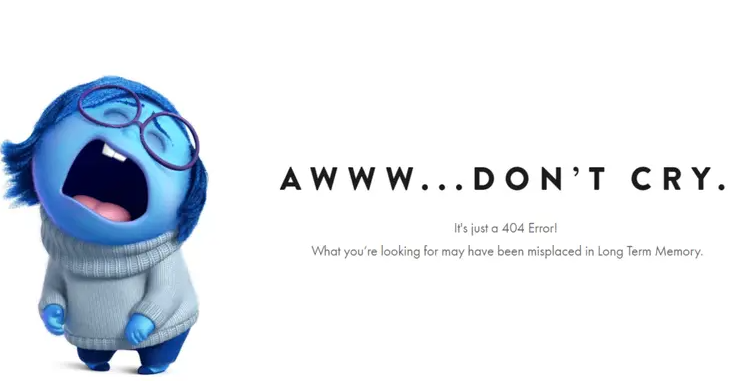 AWWW...DON'T CRY.
It's just a 404 Error!
What you're looking for may have been misplaced in Long Term Memory.